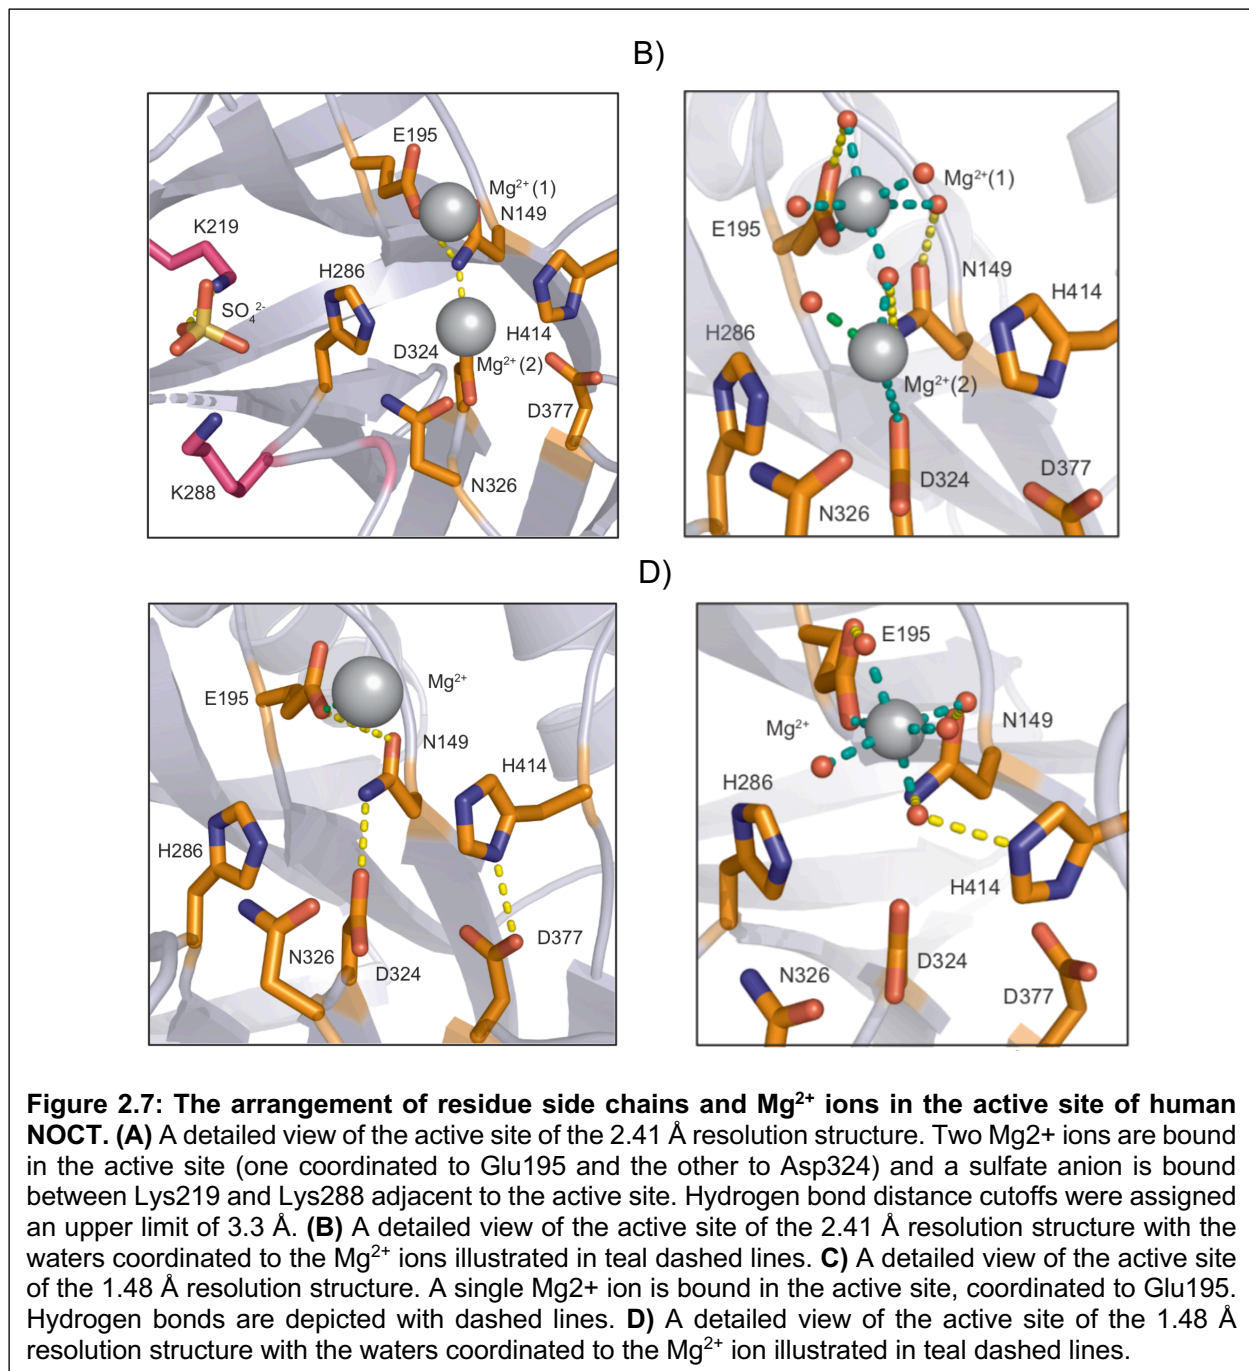 B)
E195
Mg²⁺(1)
N149
K219
H286
SO₄²⁻
H414
D324
Mg²⁺(2)
D377
K288
N326
Mg²⁺(1)
E195
N149
H414
H286
Mg²⁺(2)
D324
D377
N326
D)
E195
Mg²⁺
N149
H414
H286
N326
D324
D377
E195
N149
Mg²⁺
H286
H414
D324
N326
D377
Figure 2.7: The arrangement of residue side chains and Mg²⁺ ions in the active site of human
NOCT. (A) A detailed view of the active site of the 2.41 Å resolution structure. Two Mg2+ ions are bound
in the active site (one coordinated to Glu195 and the other to Asp324) and a sulfate anion is bound
between Lys219 and Lys288 adjacent to the active site. Hydrogen bond distance cutoffs were assigned
an upper limit of 3.3 Å. (B) A detailed view of the active site of the 2.41 Å resolution structure with the
waters coordinated to the Mg²⁺ ions illustrated in teal dashed lines. C) A detailed view of the active site
of the 1.48 Å resolution structure. A single Mg2+ ion is bound in the active site, coordinated to Glu195.
Hydrogen bonds are depicted with dashed lines. D) A detailed view of the active site of the 1.48 Å
resolution structure with the waters coordinated to the Mg²⁺ ion illustrated in teal dashed lines.